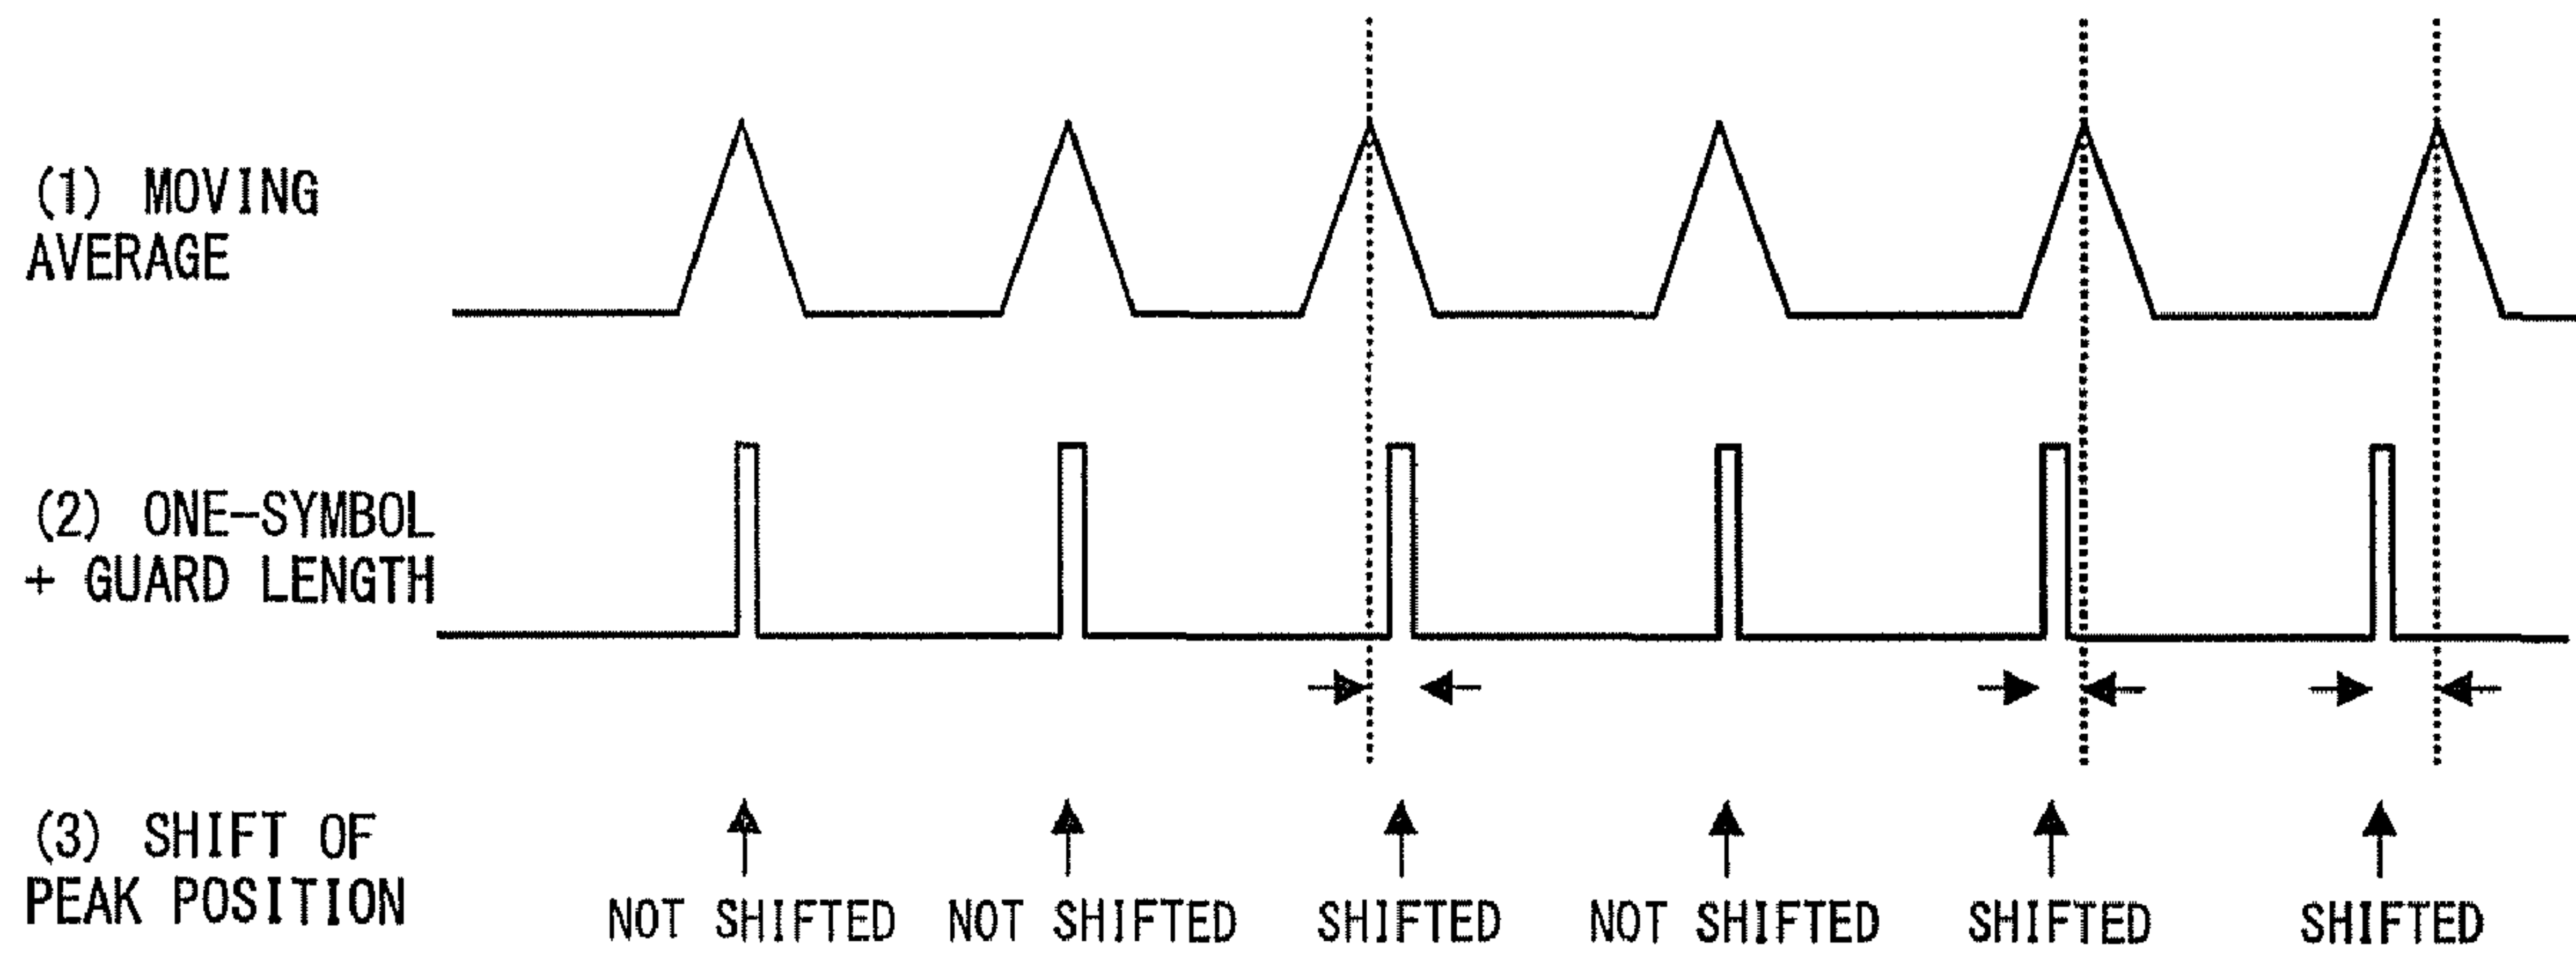 (1) MOVING
AVERAGE
(2) ONE-SYMBOL
+ GUARD LENGTH
(3) SHIFT OF
PEAK POSITION
NOT SHIFTED NOT SHIFTED SHIFTED NOT SHIFTED SHIFTED SHIFTED